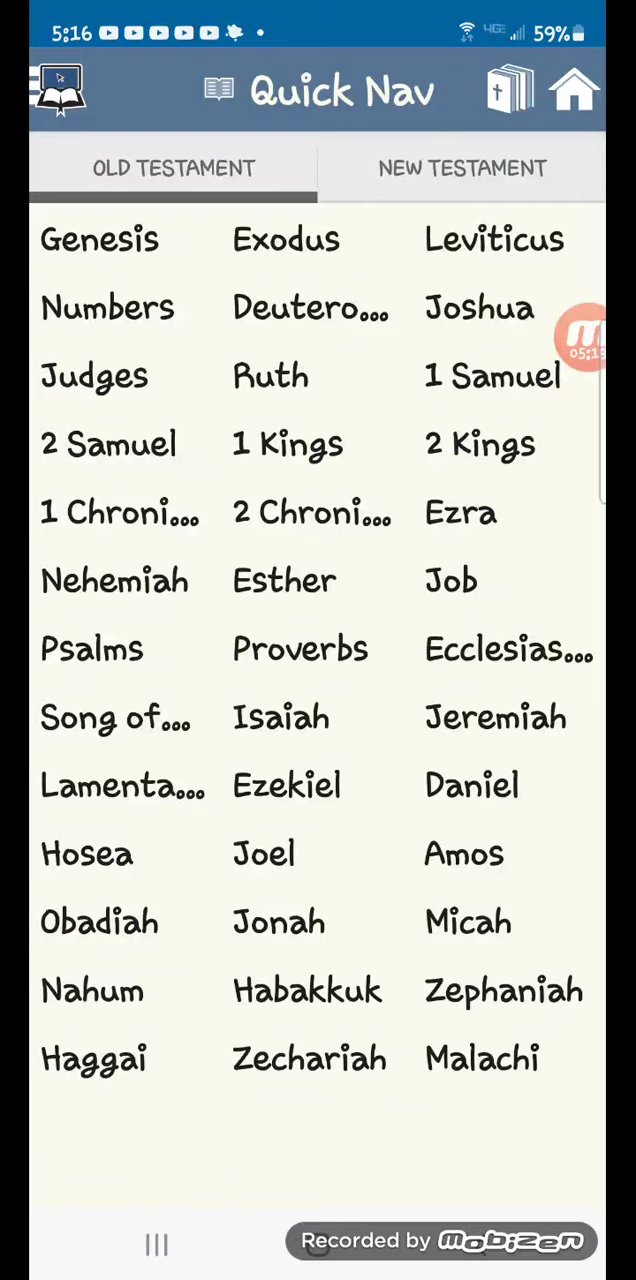 5:16 4GE 59%
Quick Nav
OLD TESTAMENT NEW TESTAMENT
Genesis Exodus Leviticus
Numbers Deutero... Joshua
05:19
Judges Ruth 1 Samuel
2 Samuel 1 Kings 2 Kings
1 Chroni... 2 Chroni... Ezra
Nehemiah Esther Job
Psalms Proverbs Ecclesias...
Song of... Isaiah Jeremiah
Lamenta... Ezekiel Daniel
Hosea Joel Amos
Obadiah Jonah Micah
Nahum Habakkuk Zephaniah
Haggai Zechariah Malachi
Recorded by mobizen